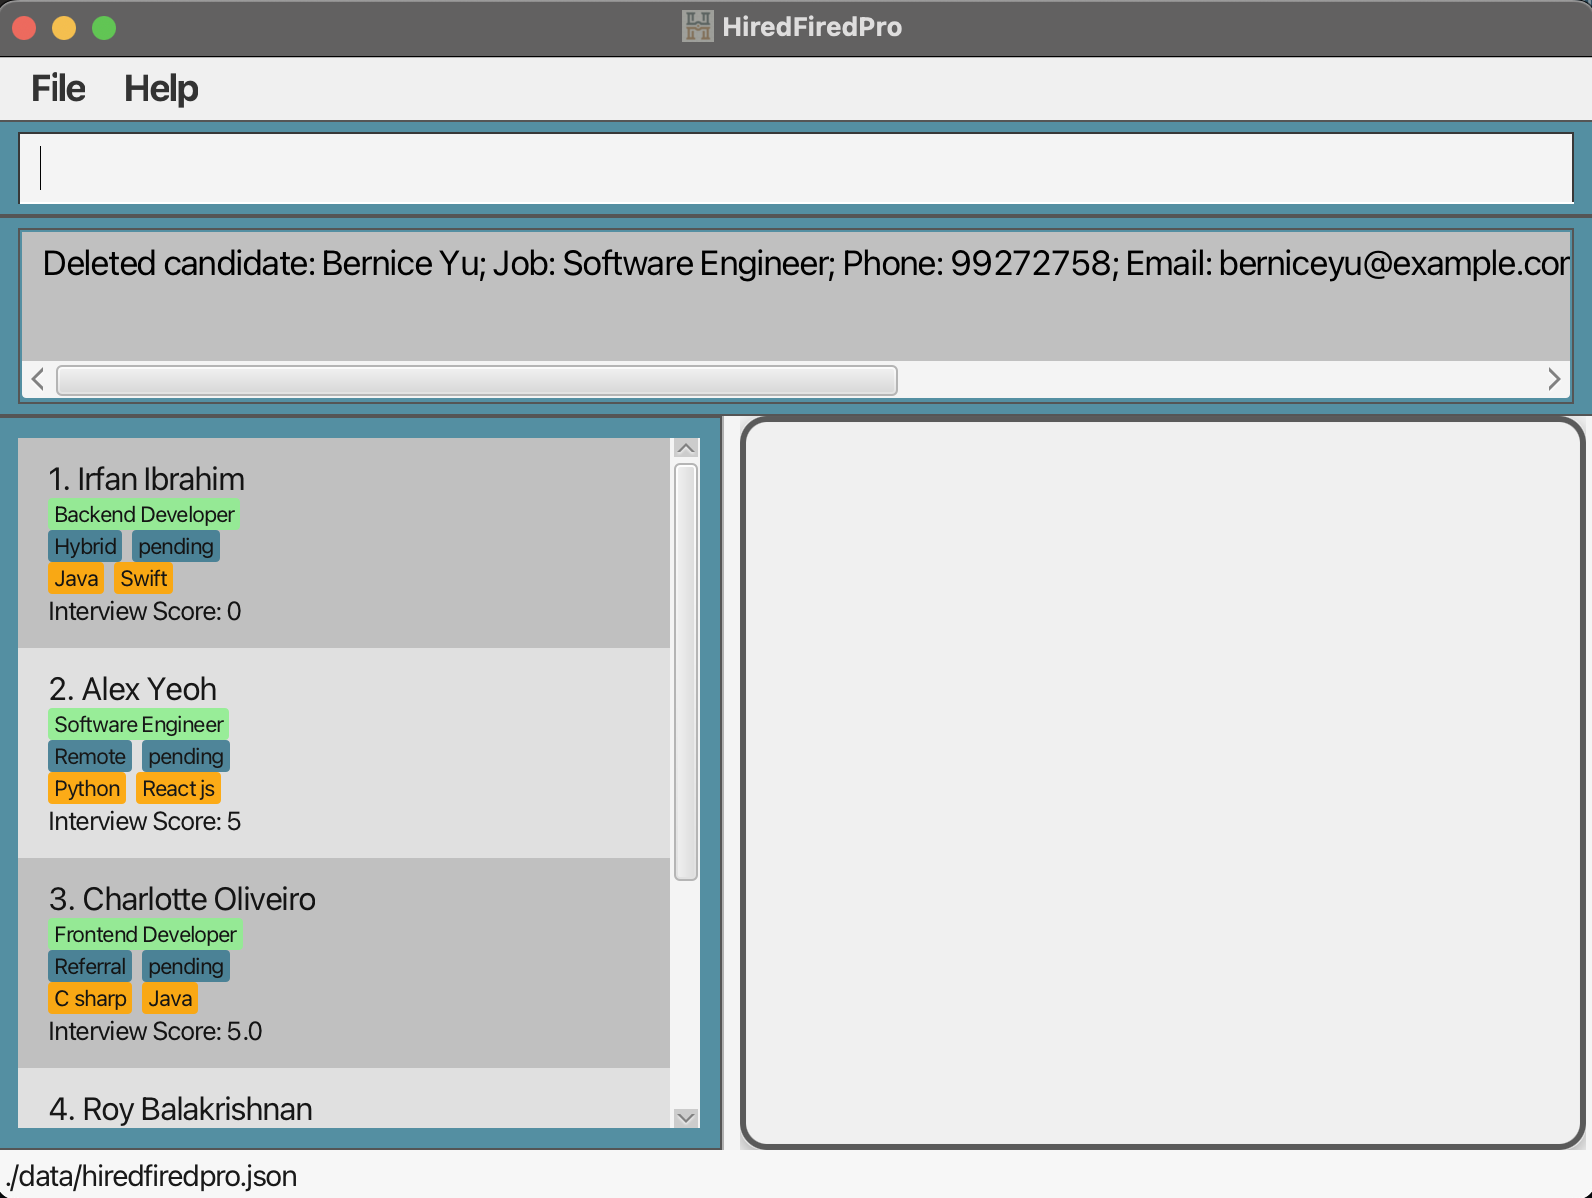 HiredFiredPro
File Help
Deleted candidate: Bernice Yu; Job: Software Engineer; Phone: 99272758; Email: berniceyu@example.com
1. Irfan Ibrahim
Backend Developer
Hybrid pending
Java Swift
Interview Score: 0
2. Alex Yeoh
Software Engineer
Remote pending
Python React js
Interview Score: 5
3. Charlotte Oliveiro
Frontend Developer
Referral pending
C sharp Java
Interview Score: 5.0
4. Roy Balakrishnan
./data/hiredfiredpro.json